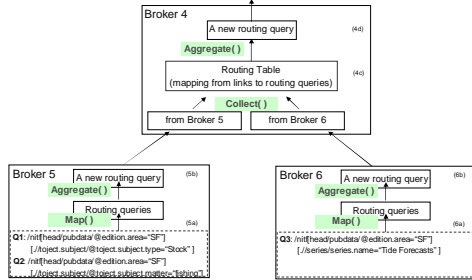 Broker 4
A new routing query
(4d)
Aggregate( )
Routing Table
(mapping from links to routing queries)
(4c)
Collect( )
from Broker 5
from Broker 6
Broker 5
A new routing query
(5b)
Aggregate( )
Routing queries
Map( )
(5a)
Q1: /nitf[head/pubdata/@edition.area="SF"]
[.//toject.subject/@toject.subject.type="Stock" ]
Q2: /nitf[head/pubdata/@edition.area="SF"]
[.//toject.subject/@toject.subject.matter="fishing"]
Broker 6
A new routing query
(6b)
Aggregate( )
Routing queries
Map( )
(6a)
Q3: /nitf[head/pubdata/@edition.area="SF"]
[.//series/series.name="Tide Forecasts" ]